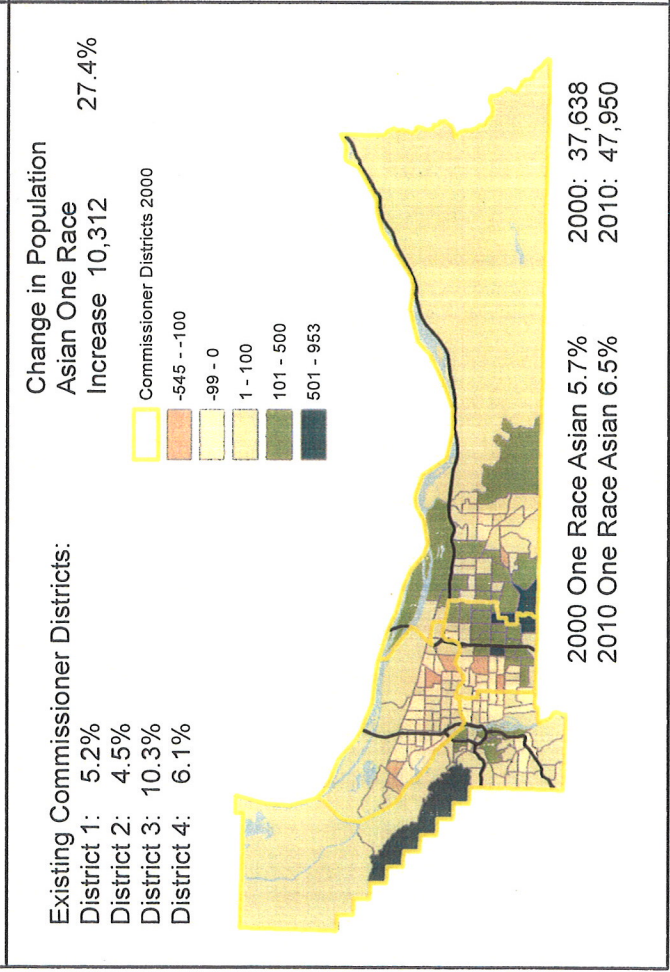 Existing Commissioner Districts:
District 1: 5.2%
District 2: 4.5%
District 3: 10.3%
District 4: 6.1%
Change in Population
Asian One Race
Increase 10,312 27.4%
Commissioner Districts 2000
-545 - -100
-99 - 0
1 - 100
101 - 500
501 - 953
2000 One Race Asian 5.7%
2010 One Race Asian 6.5%
2000: 37,638
2010: 47,950